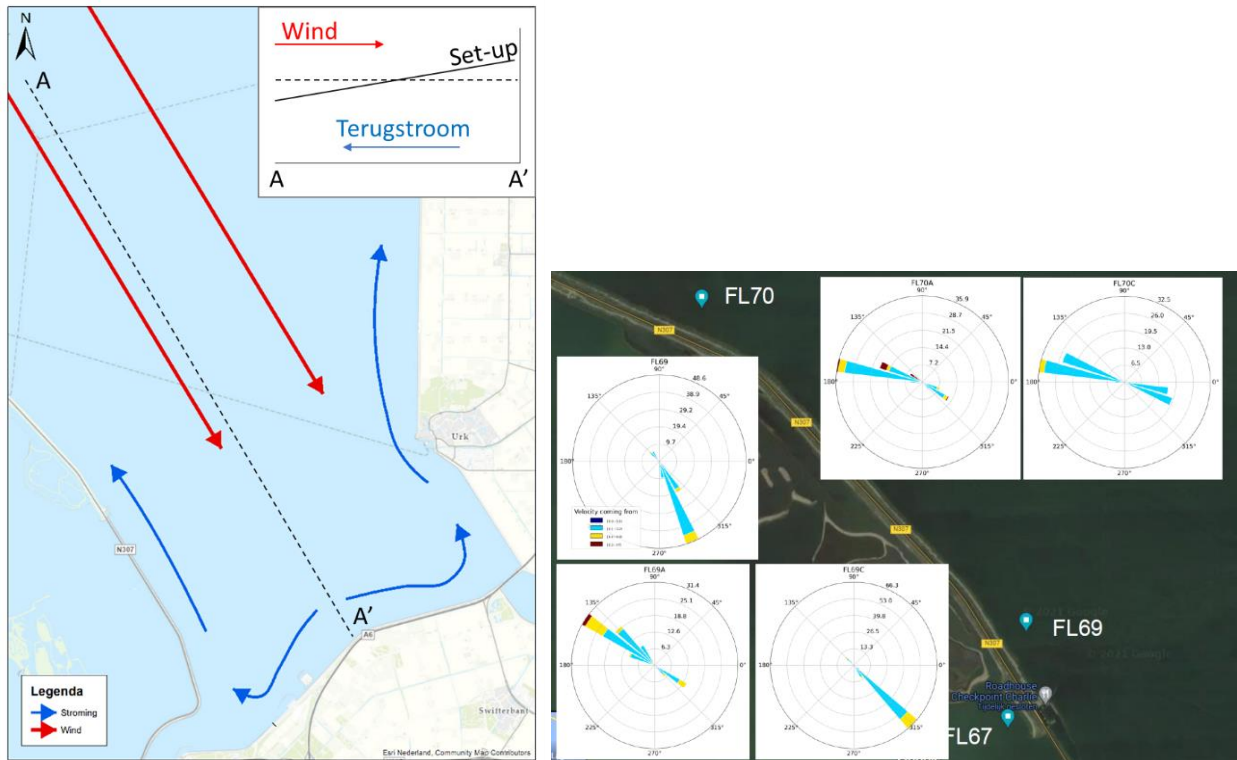 N
A
Wind
Set-up
Terugstroom
A
A'
Urk
N307
A'
A6
Swifterbant
Legenda
Stroming
Wind
Esri Nederland, Community Map Contributors
FL70
N307
FL70A
90°
45°
0°
315°
270°
225°
180°
135°
35.9
28.7
21.5
14.4
7.2
FL70C
90°
45°
0°
315°
270°
225°
180°
135°
32.5
26.0
19.5
13.0
6.5
FL69
90°
45°
0°
315°
270°
180°
135°
48.6
38.9
29.2
19.4
9.7
Velocity coming from
N307
N307
FL69A
90°
45°
0°
315°
270°
225°
180°
135°
31.4
25.1
18.8
12.6
6.3
FL69C
90°
45°
0°
315°
270°
225°
180°
135°
66.3
53.0
39.8
26.5
13.3
FL69
N307
Roadhouse
Checkpoint Charlie
FL67